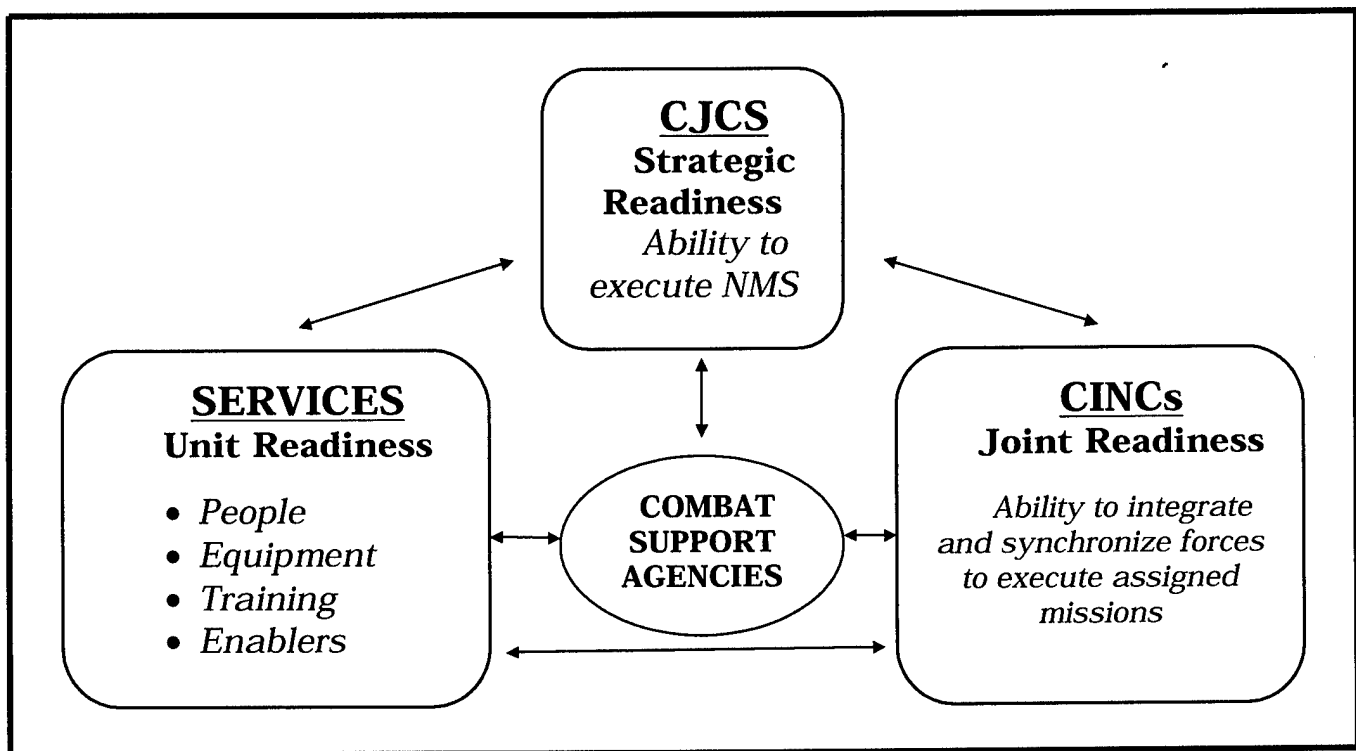 CJCS
Strategic
Readiness
Ability to
execute NMS
SERVICES
Unit Readiness
• People
• Equipment
• Training
• Enablers
COMBAT
SUPPORT
AGENCIES
CINCs
Joint Readiness
Ability to integrate
and synchronize forces
to execute assigned
missions